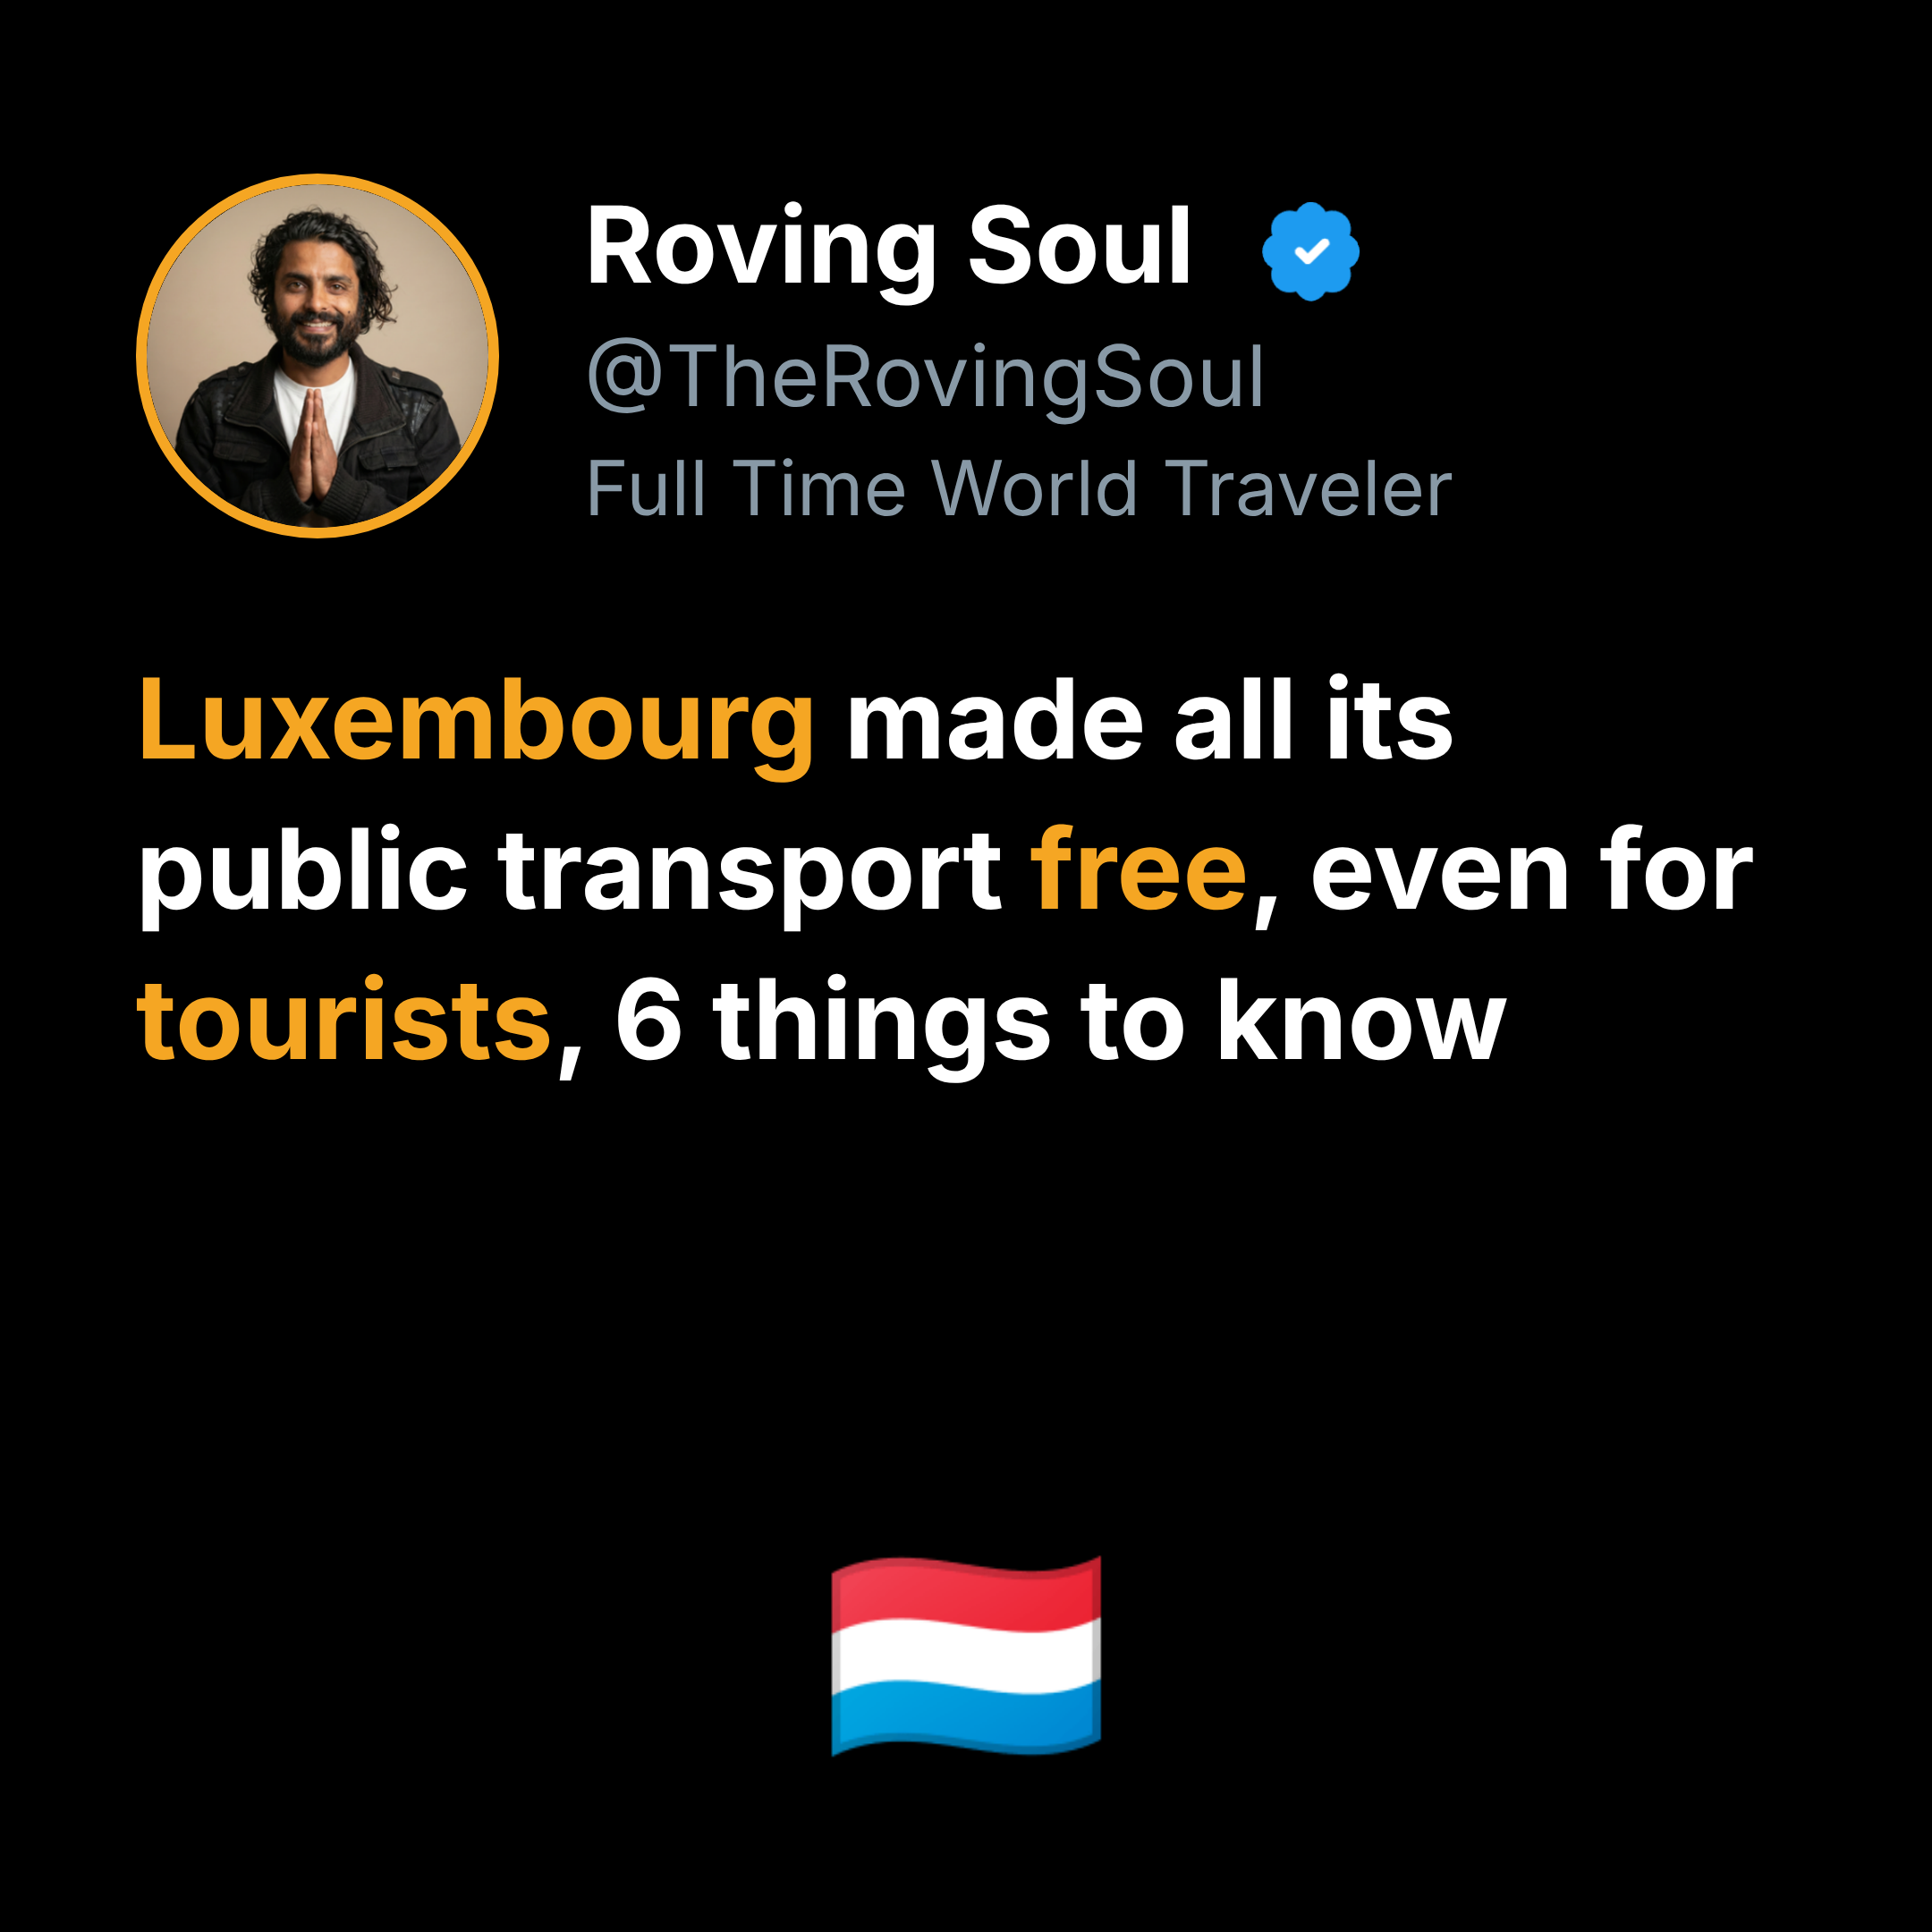 Roving Soul
@TheRovingSoul
Full Time World Traveler
Luxembourg made all its
public transport free, even for
tourists, 6 things to know